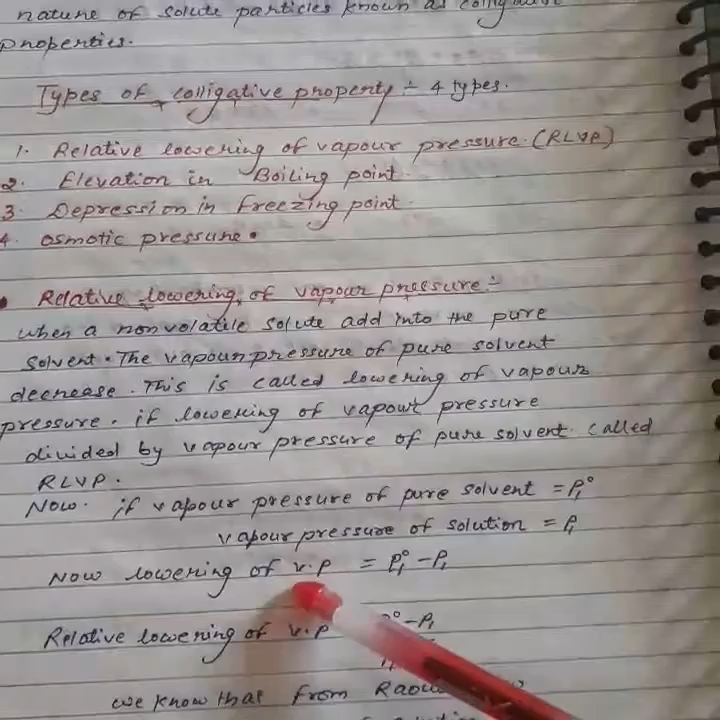 nature of solute particles known as colligative
properties.
Types of colligative property ÷ 4 types.
1. Relative lowering of vapour pressure. (RLVP)
2. Elevation in Boiling point.
3. Depression in Freezing point.
4. osmotic pressure.
• Relative lowering of vapour pressure :-
when a nonvolatile solute add into the pure
solvent. The vapour pressure of pure solvent
decrease. This is called lowering of vapour
pressure. if lowering of vapour pressure
divided by vapour pressure of pure solvent. called
RLVP.
Now. if vapour pressure of pure solvent = P₁°
vapour pressure of solution = P₁
Now lowering of v.p = P₁° - P₁
Relative lowering of v.p ° - P₁
we know that from